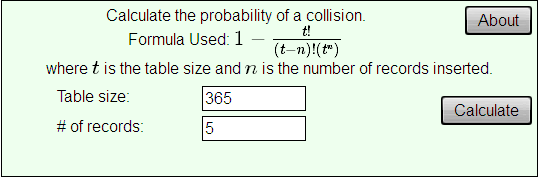 Calculate the probability of a collision.
About
Formula Used: 1 − t! / (t−n)!(tⁿ)
where t is the table size and n is the number of records inserted.
Table size: 365
Calculate
# of records: 5